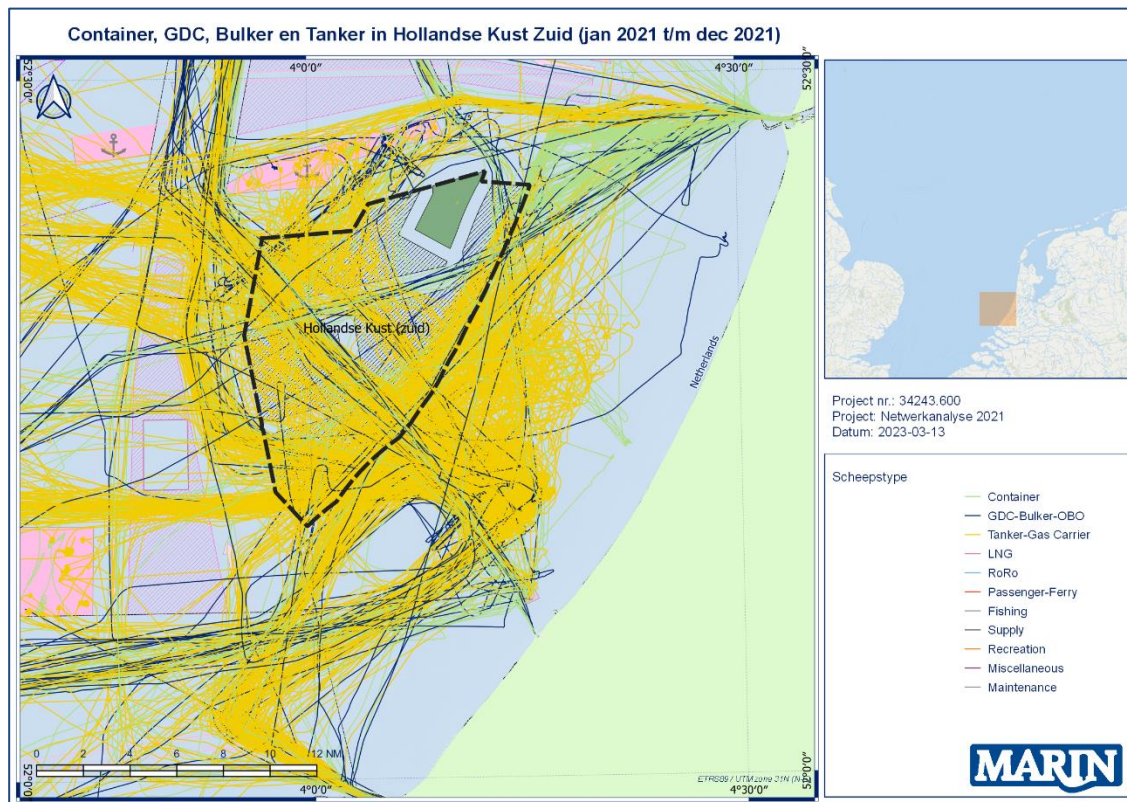 Container, GDC, Bulker en Tanker in Hollandse Kust Zuid (jan 2021 t/m dec 2021)
4°0'0" 4°30'0"
52°30'0" 52°30'0"
Hollandse Kust (zuid)
Netherlands
0 2 4 6 8 10 12 NM
52°0'0" 52°0'0"
ETRS89 / UTM zone 31N (N-
4°0'0" 4°30'0"
Project nr.: 34243.600
Project: Netwerkanalyse 2021
Datum: 2023-03-13
Scheepstype
Container
GDC-Bulker-OBO
Tanker-Gas Carrier
LNG
RoRo
Passenger-Ferry
Fishing
Supply
Recreation
Miscellaneous
Maintenance
MARIN